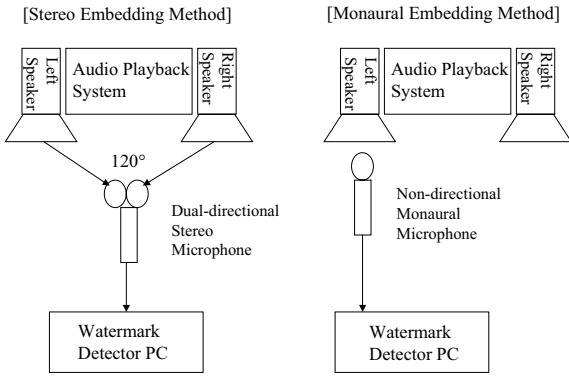 [Stereo Embedding Method]
Left
Speaker
Audio Playback
System
Right
Speaker
120°
Dual-directional
Stereo
Microphone
Watermark
Detector PC
[Monaural Embedding Method]
Left
Speaker
Audio Playback
System
Right
Speaker
Non-directional
Monaural
Microphone
Watermark
Detector PC